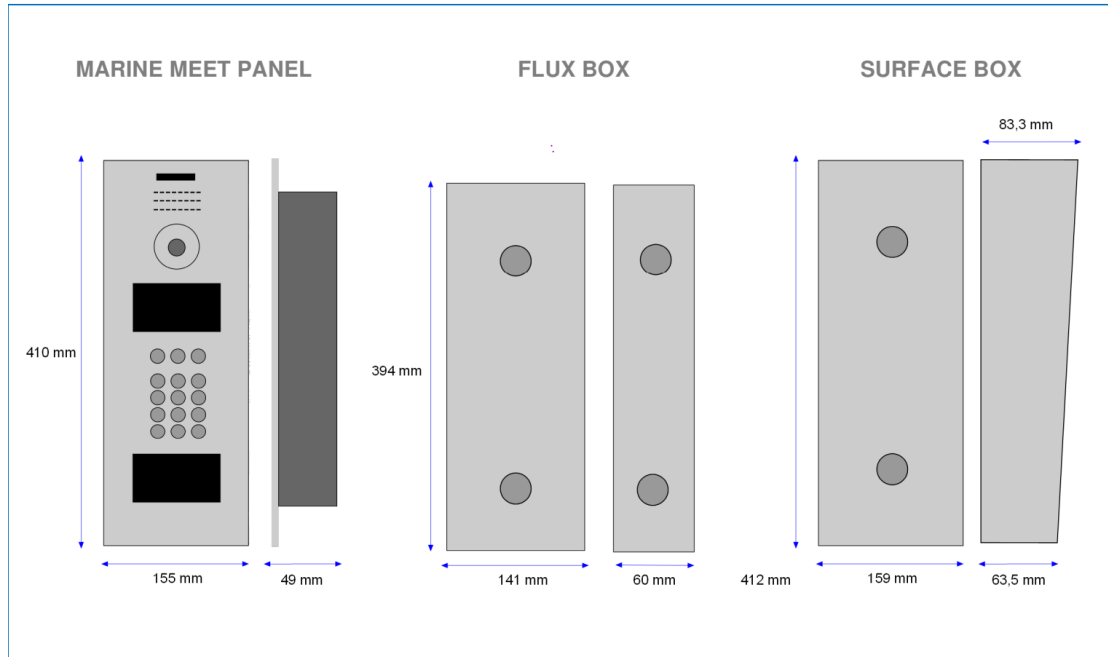 MARINE MEET PANEL
FLUX BOX
SURFACE BOX
83,3 mm
410 mm
394 mm
155 mm
49 mm
141 mm
60 mm
412 mm
159 mm
63,5 mm